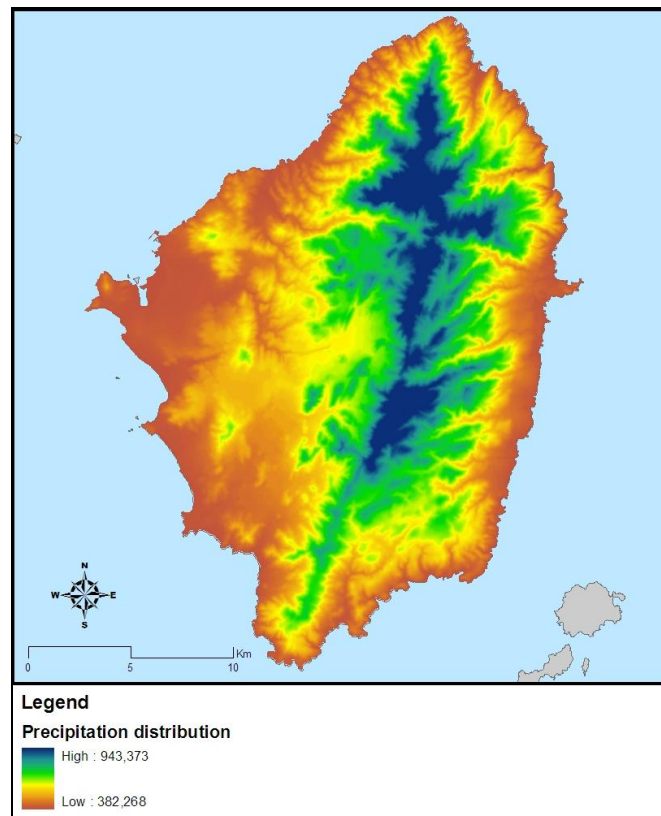 N
W E
S
Km
0 5 10
Legend
Precipitation distribution
High : 943,373
Low : 382,268